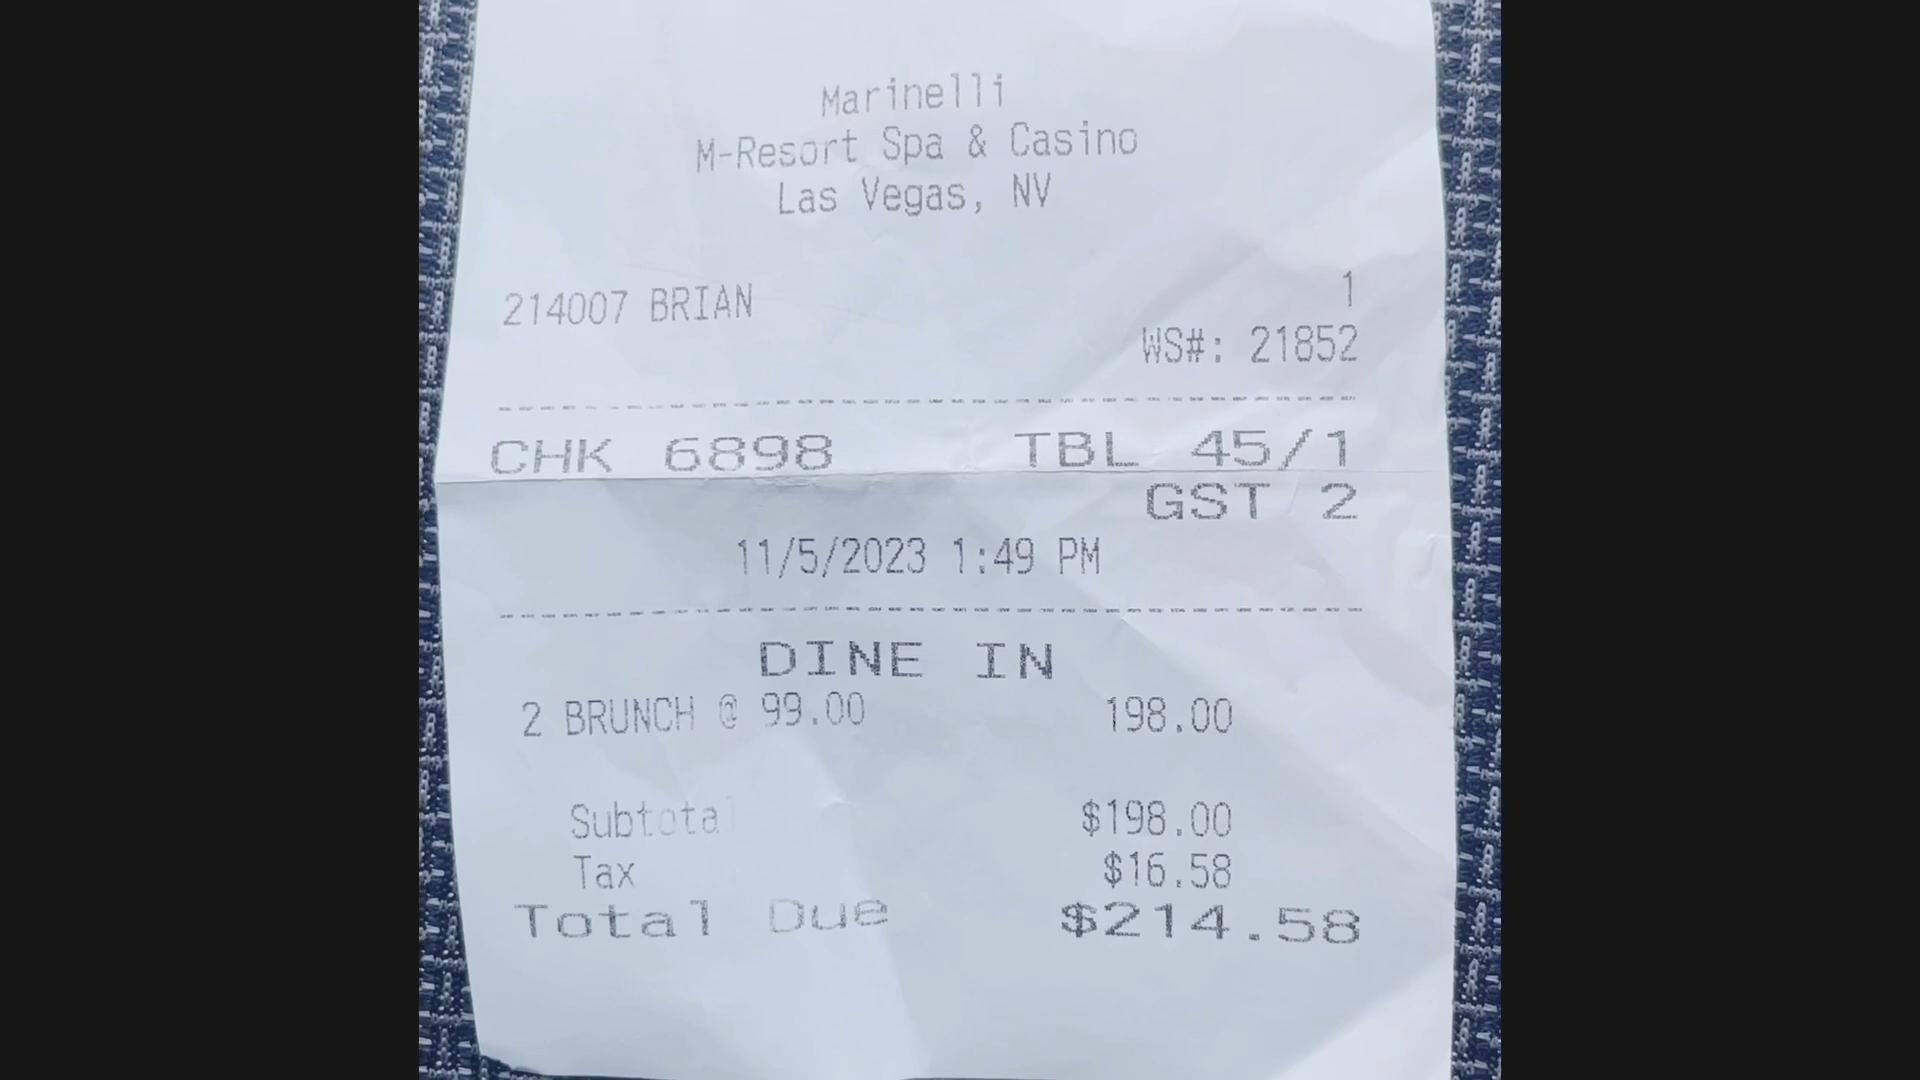 Marinelli
M-Resort Spa & Casino
Las Vegas, NV
214007 BRIAN 1
WS#: 21852
CHK 6898 TBL 45/1
GST 2
11/5/2023 1:49 PM
DINE IN
2 BRUNCH @ 99.00 198.00
Subtotal $198.00
Tax $16.58
Total Due $214.58